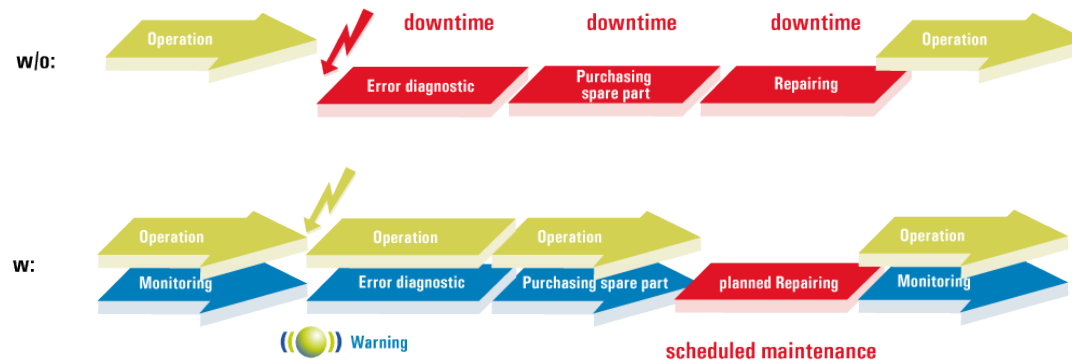 downtime downtime downtime
Operation Operation
w/o:
Error diagnostic Purchasing spare part Repairing
Operation Operation Operation Operation
w:
Monitoring Error diagnostic Purchasing spare part planned Repairing Monitoring
Warning
scheduled maintenance